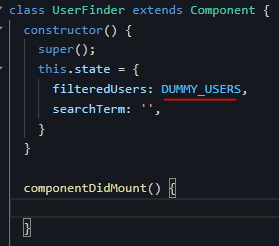 class UserFinder extends Component {
constructor() {
super();
this.state = {
filteredUsers: DUMMY_USERS,
searchTerm: '',
}
}
componentDidMount() {
}